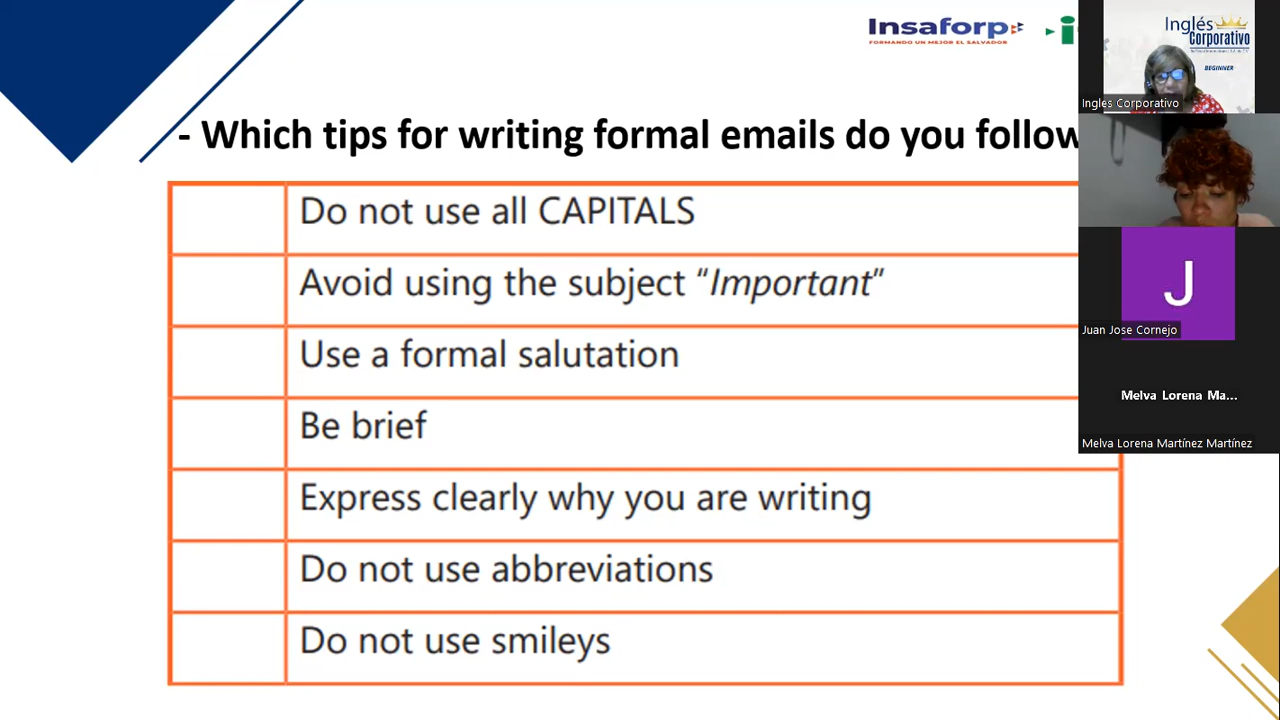 Insaforp
FORMANDO UN MEJOR EL SALVADOR
- Which tips for writing formal emails do you follow
Do not use all CAPITALS
Avoid using the subject “Important”
Use a formal salutation
Be brief
Express clearly why you are writing
Do not use abbreviations
Do not use smileys
Inglés
Corporativo
BEGINNER
Inglés Corporativo
J
Juan Jose Cornejo
Melva Lorena Ma...
Melva Lorena Martínez Martínez